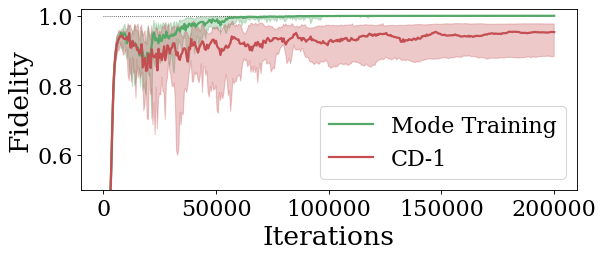 1.0
0.8
0.6
Fidelity
Mode Training
CD-1
0 50000 100000 150000 200000
Iterations